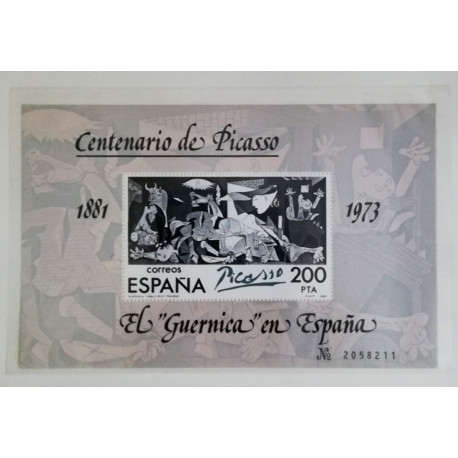 Centenario de Picasso
1881
1973
correos
ESPAÑA
Picasso
200
PTA
El "Guernica" en España
Nº 2058211